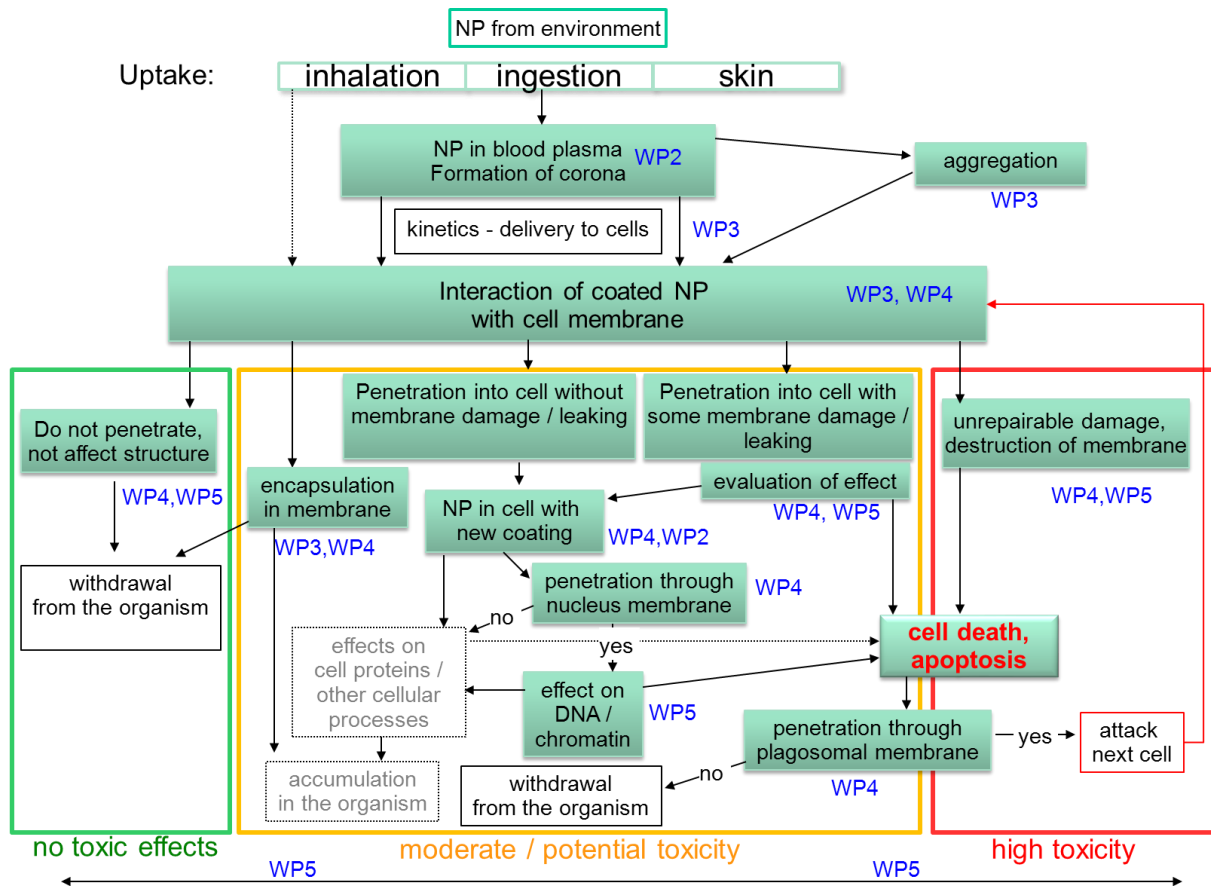 NP from environment
Uptake:
inhalation
ingestion
skin
NP in blood plasma
Formation of corona
WP2
aggregation
WP3
kinetics - delivery to cells
WP3
Interaction of coated NP
with cell membrane
WP3, WP4
Penetration into cell without
membrane damage / leaking
Penetration into cell with
some membrane damage /
leaking
Do not penetrate,
not affect structure
unrepairable damage,
destruction of membrane
WP4,WP5
encapsulation
in membrane
evaluation of effect
WP4,WP5
NP in cell with
new coating
WP4, WP5
WP3,WP4
WP4,WP2
withdrawal
from the organism
penetration through
nucleus membrane
WP4
no
yes
effects on
cell proteins /
other cellular
processes
cell death,
apoptosis
effect on
DNA /
chromatin
WP5
penetration through
plagosomal membrane
yes
attack
next cell
no
WP4
accumulation
in the organism
withdrawal
from the organism
no toxic effects
moderate / potential toxicity
high toxicity
WP5
WP5